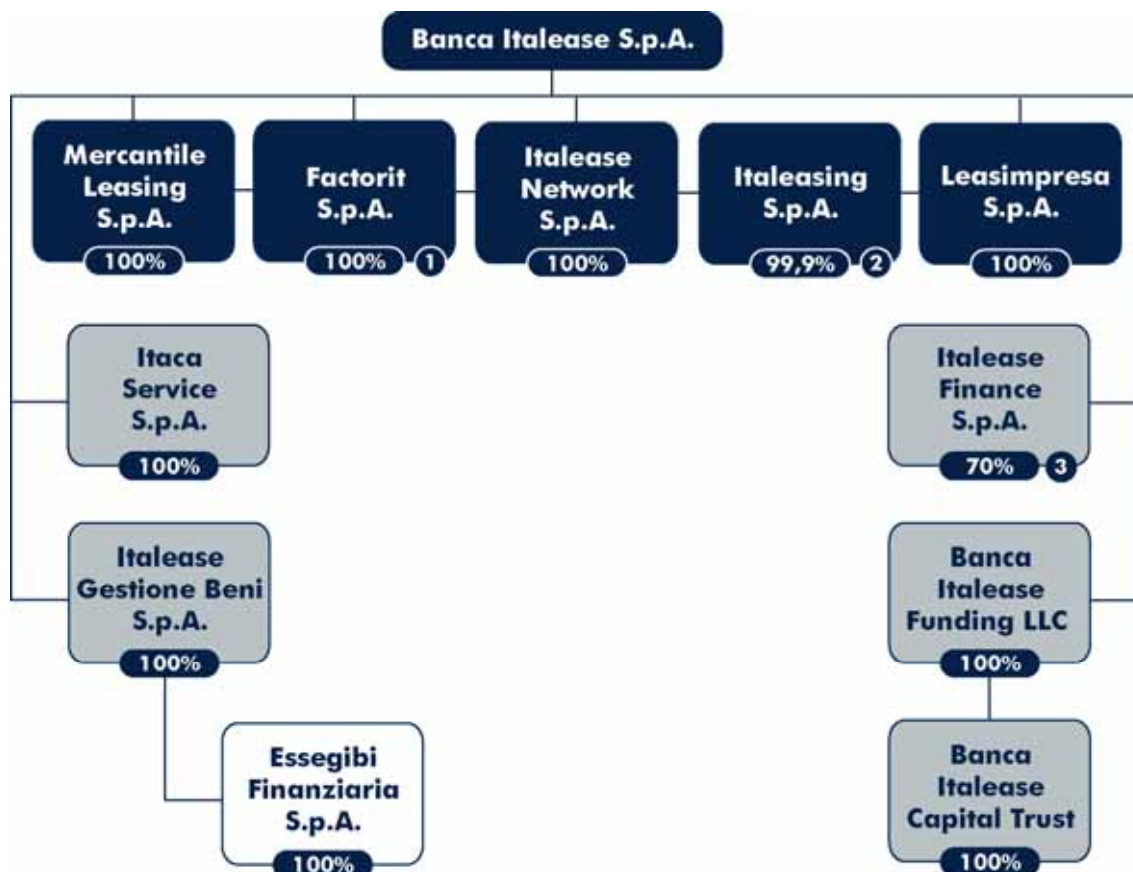 Banca Italease S.p.A.
Mercantile
Leasing
S.p.A.
100%
Factorit
S.p.A.
100% 1
Italease
Network
S.p.A.
100%
Italeasing
S.p.A.
99,9% 2
Leasimpresa
S.p.A.
100%
Itaca
Service
S.p.A.
100%
Italease
Finance
S.p.A.
70% 3
Italease
Gestione Beni
S.p.A.
100%
Banca
Italease
Funding LLC
100%
Essegibi
Finanziaria
S.p.A.
100%
Banca
Italease
Capital Trust
100%